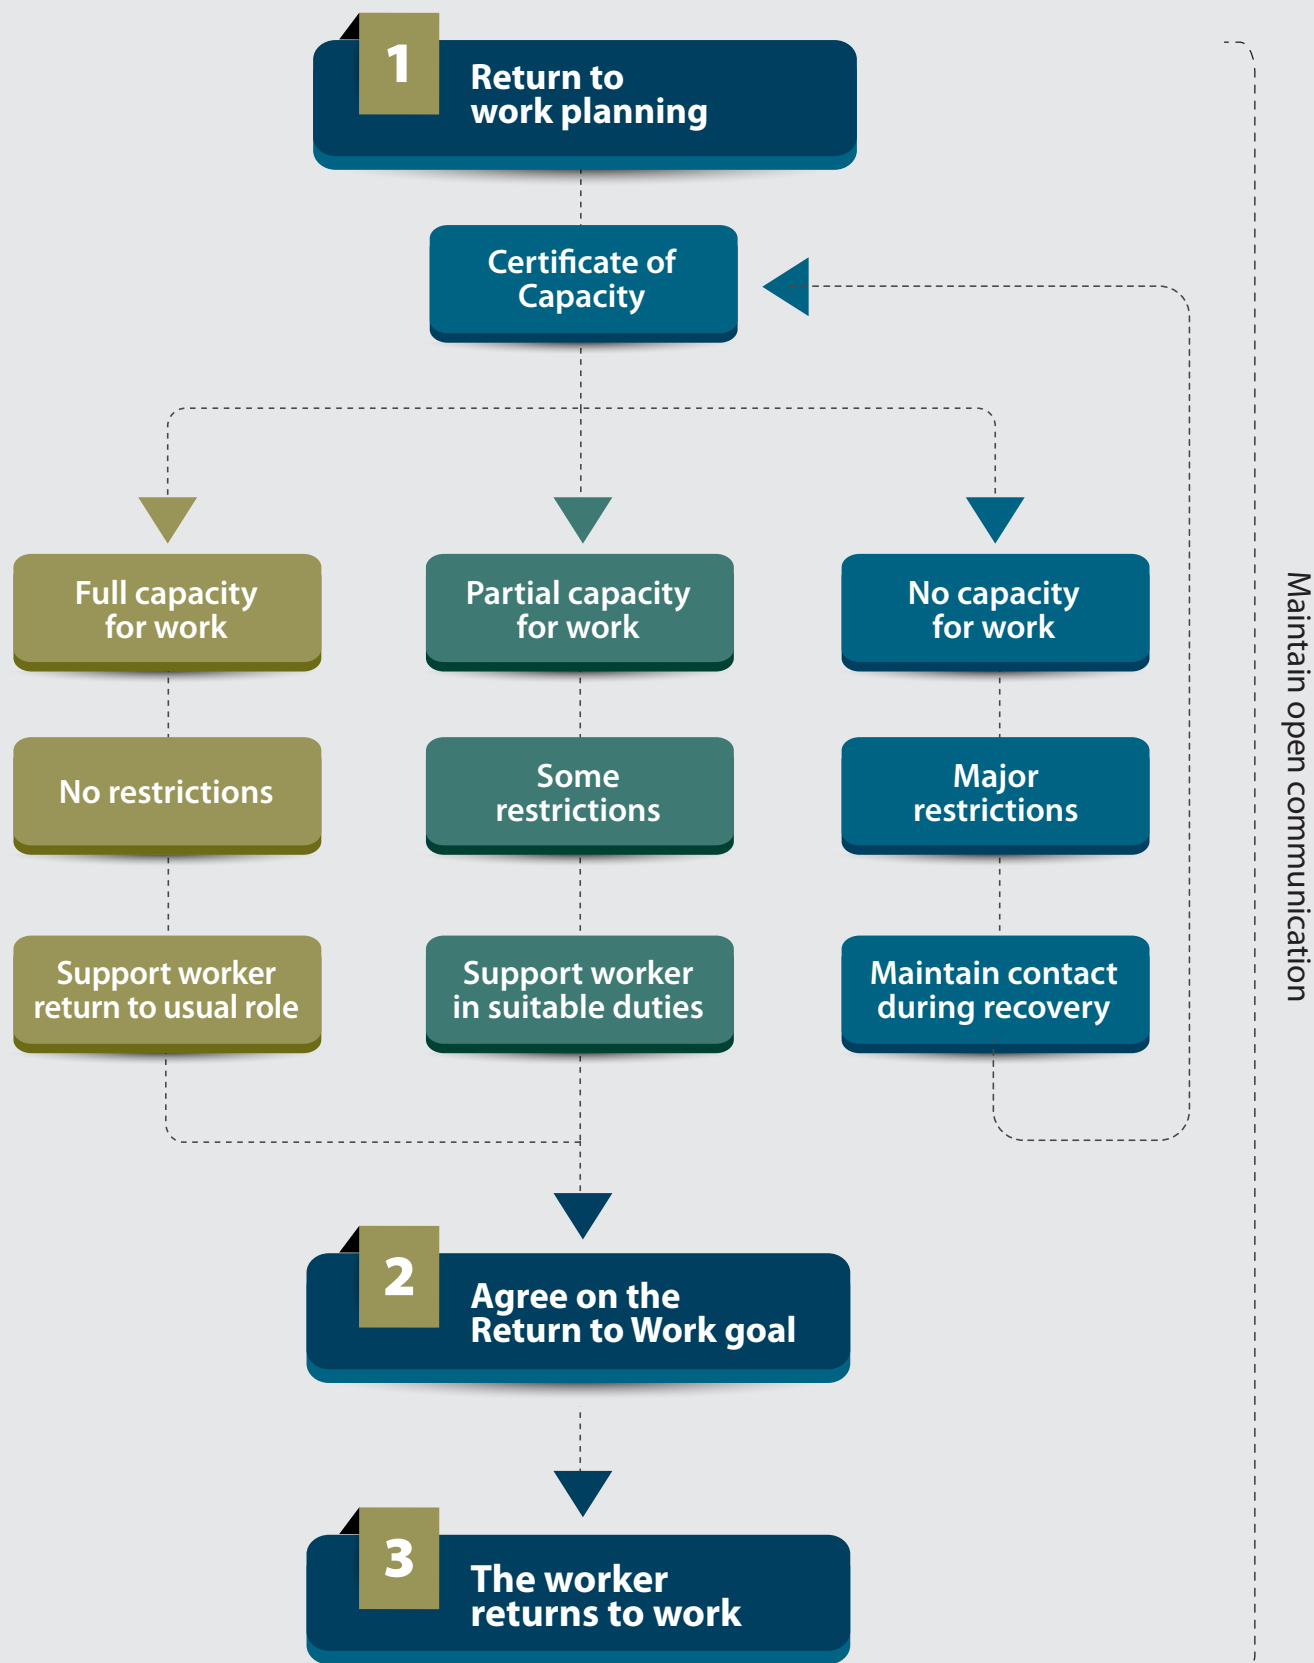 1
Return to
work planning
Certificate of
Capacity
Full capacity
for work
Partial capacity
for work
No capacity
for work
No restrictions
Some
restrictions
Major
restrictions
Support worker
return to usual role
Support worker
in suitable duties
Maintain contact
during recovery
Maintain open communication
2
Agree on the
Return to Work goal
3
The worker
returns to work